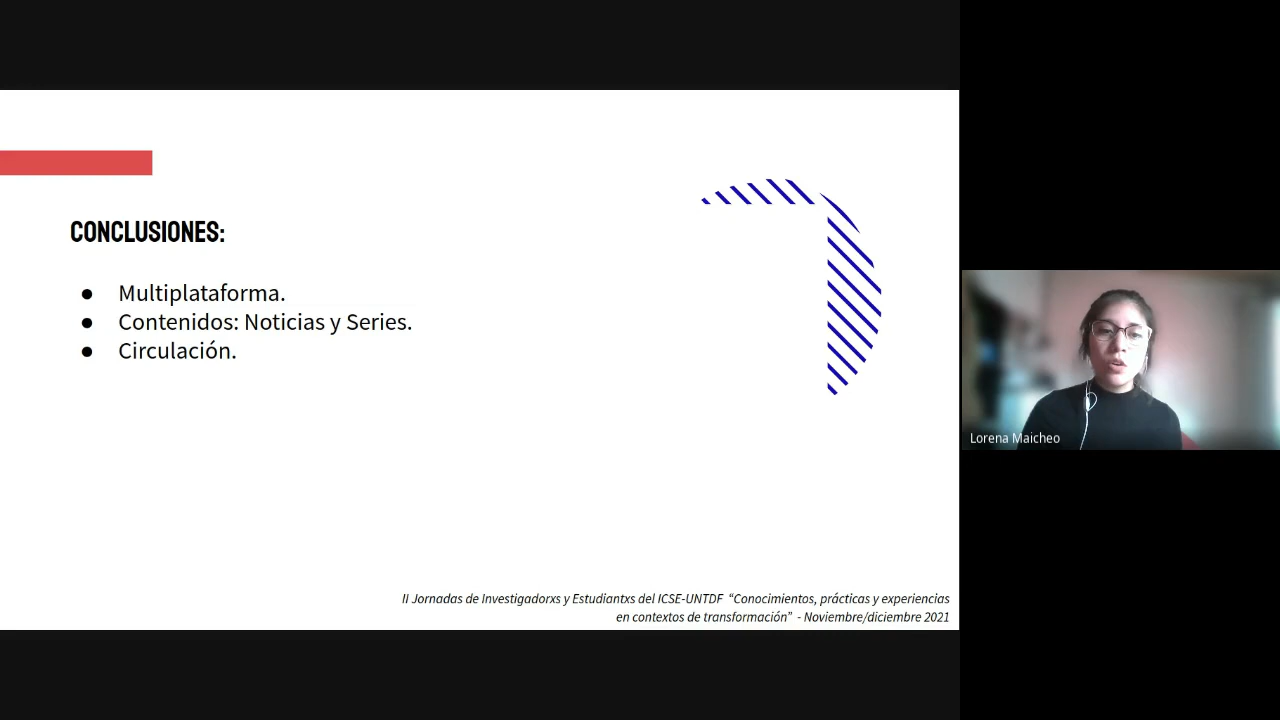 CONCLUSIONES:
● Multiplataforma.
● Contenidos: Noticias y Series.
● Circulación.
II Jornadas de Investigadorxs y Estudiantxs del ICSE-UNTDF “Conocimientos, prácticas y experiencias
en contextos de transformación” - Noviembre/diciembre 2021
Lorena Maicheo